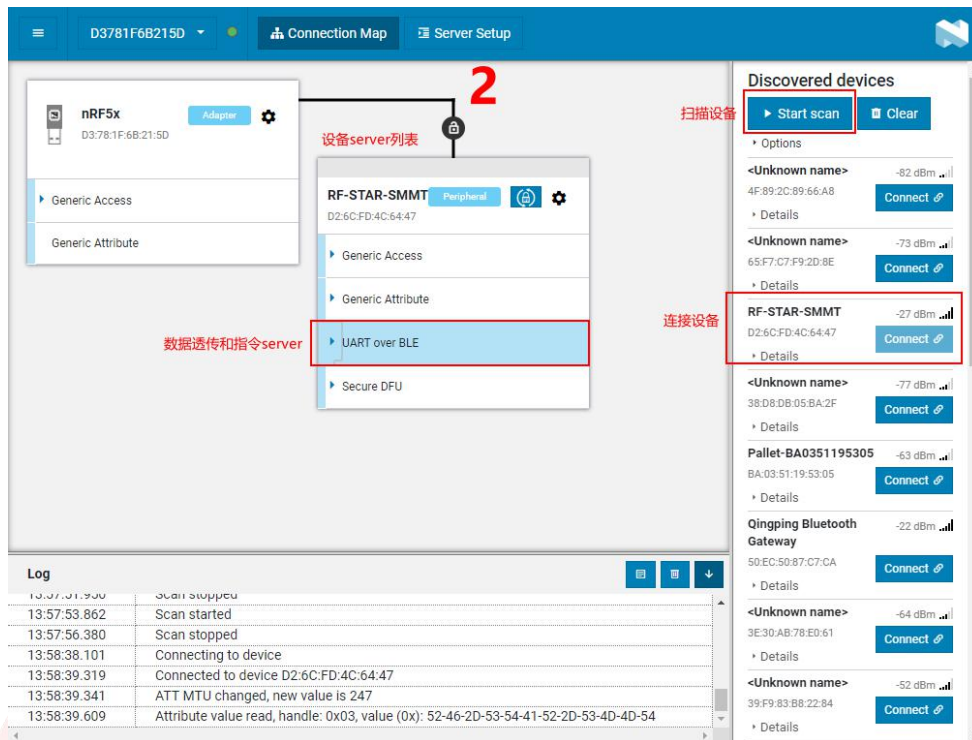 D3781F6B215D
Connection Map
Server Setup
2
nRF5x
Adapter
D3:78:1F:6B:21:5D
Generic Access
Generic Attribute
设备server列表
RF-STAR-SMMT
Peripheral
D2:6C:FD:4C:64:47
Generic Access
Generic Attribute
数据透传和指令server
UART over BLE
Secure DFU
Discovered devices
扫描设备
Start scan
Clear
Options
<Unknown name>
-82 dBm
4F:89:2C:89:66:A8
Connect
Details
<Unknown name>
-73 dBm
65:F7:C7:F9:2D:8E
Connect
Details
连接设备
RF-STAR-SMMT
-27 dBm
D2:6C:FD:4C:64:47
Connect
Details
<Unknown name>
-77 dBm
38:D8:DB:05:BA:2F
Connect
Details
Pallet-BA0351195305
-63 dBm
BA:03:51:19:53:05
Connect
Details
Qingping Bluetooth
Gateway
-22 dBm
50:EC:50:87:C7:CA
Connect
Details
<Unknown name>
-64 dBm
3E:30:AB:78:E0:61
Connect
Details
<Unknown name>
-52 dBm
39:F9:83:B8:22:84
Connect
Details
Log
Scan stopped
13:57:53.862 Scan started
13:57:56.380 Scan stopped
13:58:38.101 Connecting to device
13:58:39.319 Connected to device D2:6C:FD:4C:64:47
13:58:39.341 ATT MTU changed, new value is 247
13:58:39.609 Attribute value read, handle: 0x03, value (0x): 52-46-2D-53-54-41-52-2D-53-4D-4D-54